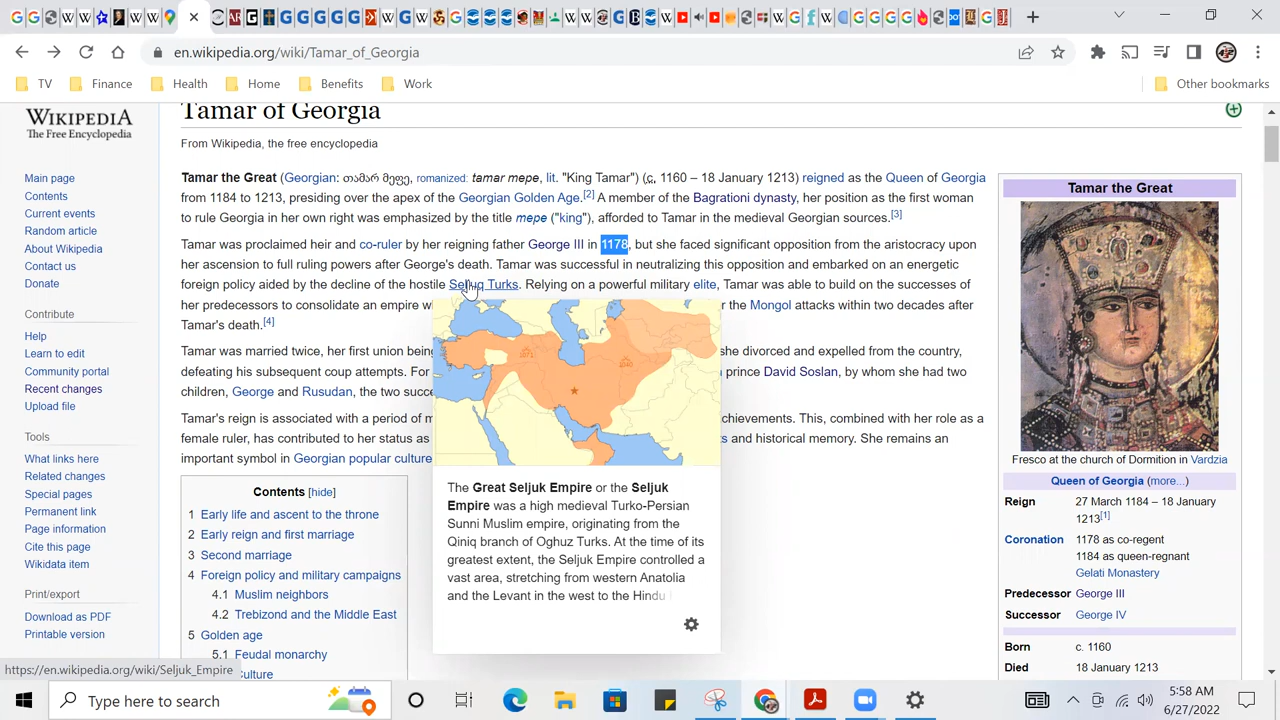 en.wikipedia.org/wiki/Tamar_of_Georgia
TV
Finance
Health
Home
Benefits
Work
Other bookmarks
WIKIPEDIA
The Free Encyclopedia
Main page
Contents
Current events
Random article
About Wikipedia
Contact us
Donate
Contribute
Help
Learn to edit
Community portal
Recent changes
Upload file
Tools
What links here
Related changes
Special pages
Permanent link
Page information
Cite this page
Wikidata item
Print/export
Download as PDF
Printable version
Tamar of Georgia
From Wikipedia, the free encyclopedia
Tamar the Great (Georgian: თამარ მეფე, romanized: tamar mepe, lit. "King Tamar") (c. 1160 – 18 January 1213) reigned as the Queen of Georgia
from 1184 to 1213, presiding over the apex of the Georgian Golden Age.[2] A member of the Bagrationi dynasty, her position as the first woman
to rule Georgia in her own right was emphasized by the title mepe ("king"), afforded to Tamar in the medieval Georgian sources.[3]
Tamar was proclaimed heir and co-ruler by her reigning father George III in 1178, but she faced significant opposition from the aristocracy upon
her ascension to full ruling powers after George's death. Tamar was successful in neutralizing this opposition and embarked on an energetic
foreign policy aided by the decline of the hostile Seljuq Turks. Relying on a powerful military elite, Tamar was able to build on the successes of
her predecessors to consolidate an empire w
r the Mongol attacks within two decades after
Tamar's death.[4]
Tamar was married twice, her first union being
she divorced and expelled from the country,
defeating his subsequent coup attempts. For
prince David Soslan, by whom she had two
children, George and Rusudan, the two succe
Tamar's reign is associated with a period of m
chievements. This, combined with her role as a
female ruler, has contributed to her status as
s and historical memory. She remains an
important symbol in Georgian popular culture
Contents [hide]
1 Early life and ascent to the throne
2 Early reign and first marriage
3 Second marriage
4 Foreign policy and military campaigns
4.1 Muslim neighbors
4.2 Trebizond and the Middle East
5 Golden age
5.1 Feudal monarchy
Culture
The Great Seljuk Empire or the Seljuk
Empire was a high medieval Turko-Persian
Sunni Muslim empire, originating from the
Qiniq branch of Oghuz Turks. At the time of its
greatest extent, the Seljuk Empire controlled a
vast area, stretching from western Anatolia
and the Levant in the west to the Hindu
Tamar the Great
Fresco at the church of Dormition in Vardzia
Queen of Georgia (more...)
Reign 27 March 1184 – 18 January
1213[1]
Coronation 1178 as co-regent
1184 as queen-regnant
Gelati Monastery
Predecessor George III
Successor George IV
Born c. 1160
Died 18 January 1213
https://en.wikipedia.org/wiki/Seljuk_Empire
Type here to search
5:58 AM
6/27/2022